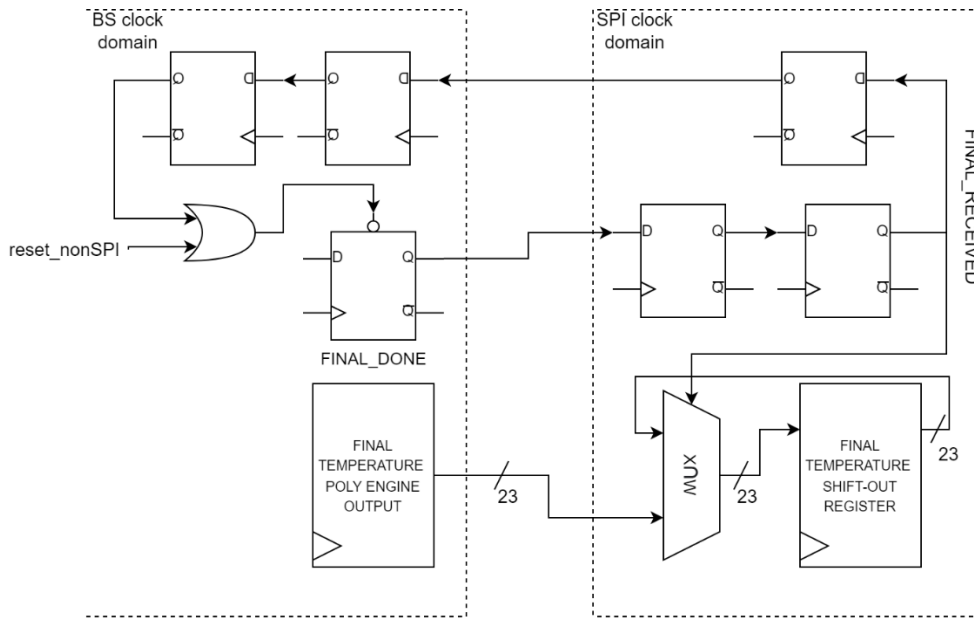 BS clock
domain
SPI clock
domain
Q
D
Q
D
Q
D
Q
Q
Q
FINAL_RECEIVED
reset_nonSPI
D
Q
Q
FINAL_DONE
D
Q
D
Q
Q
Q
FINAL
TEMPERATURE
POLY ENGINE
OUTPUT
23
mux
23
FINAL
TEMPERATURE
SHIFT-OUT
REGISTER
23